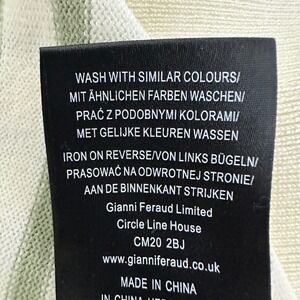 WASH WITH SIMILAR COLOURS/
MIT ÄHNLICHEN FARBEN WASCHEN/
PRAĆ Z PODOBNYMI KOLORAMI/
MET GELIJKE KLEUREN WASSEN
IRON ON REVERSE/VON LINKS BÜGELN/
PRASOWAĆ NA ODWROTNEJ STRONIE/
AAN DE BINNENKANT STRIJKEN
Gianni Feraud Limited
Circle Line House
CM20 2BJ
www.gianniferaud.co.uk
MADE IN CHINA